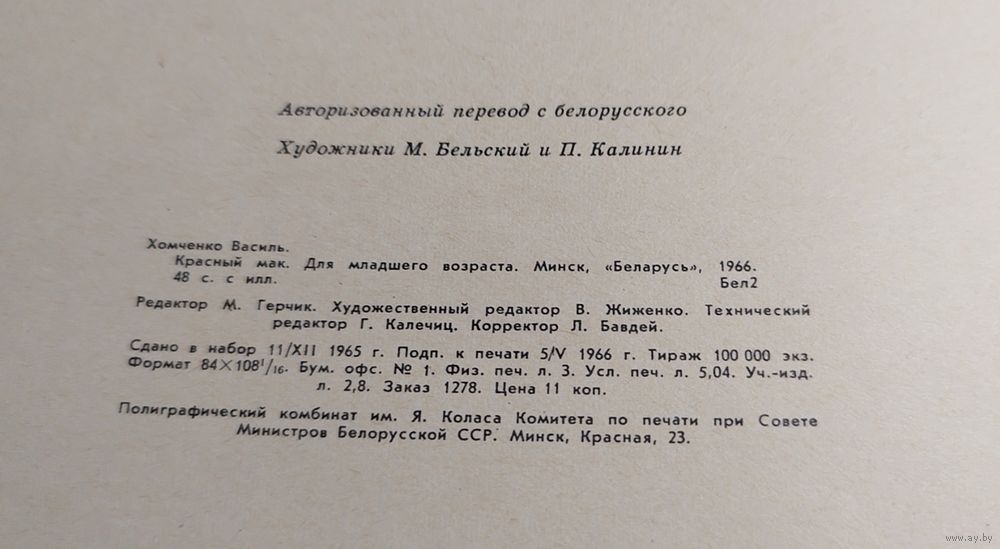 Авторизованный перевод с белорусского
Художники М. Бельский и П. Калинин
Хомченко Василь.
Красный мак. Для младшего возраста. Минск, «Беларусь», 1966.
48 с. с илл. Бел2
Редактор М. Герчик. Художественный редактор В. Жиженко. Технический
редактор Г. Калечиц. Корректор Л. Бавдей.
Сдано в набор 11/XII 1965 г. Подп. к печати 5/V 1966 г. Тираж 100 000 экз.
Формат 84×108¹/₁₆. Бум. офс. № 1. Физ. печ. л. 3. Усл. печ. л. 5,04. Уч.-изд.
л. 2,8. Заказ 1278. Цена 11 коп.
Полиграфический комбинат им. Я. Коласа Комитета по печати при Совете
Министров Белорусской ССР. Минск, Красная, 23.
www.ay.by